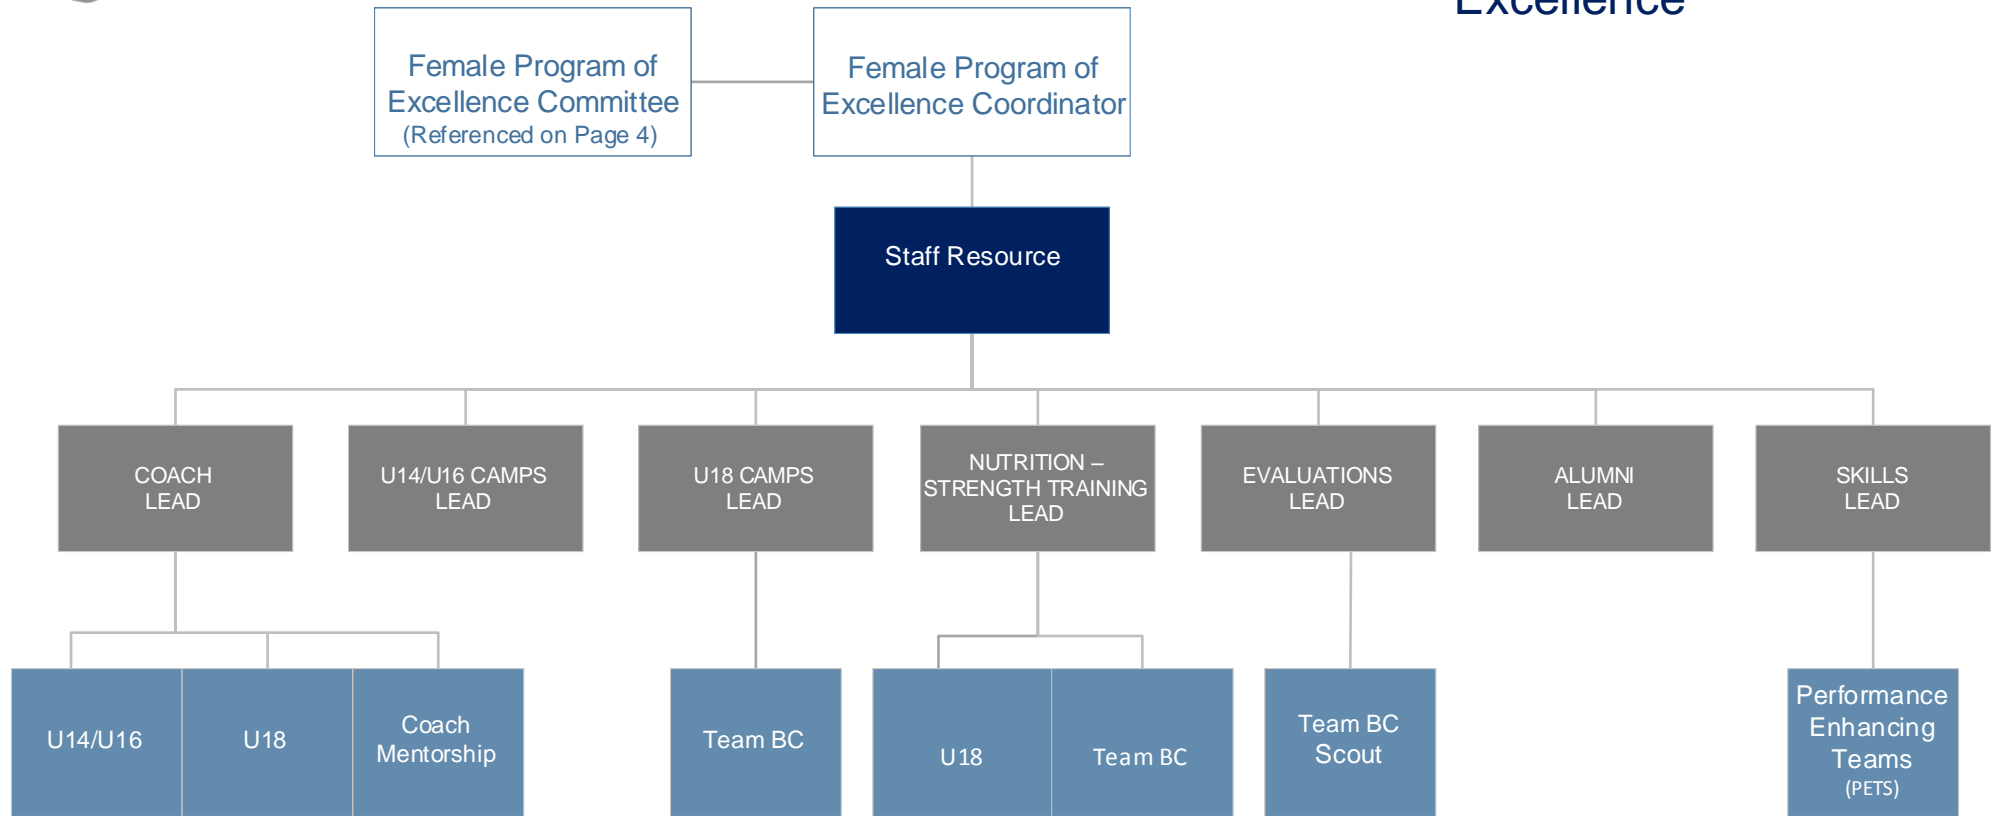 Excellence
Female Program of
Excellence Committee
(Referenced on Page 4)
Female Program of
Excellence Coordinator
Staff Resource
COACH
LEAD
U14/U16 CAMPS
LEAD
U18 CAMPS
LEAD
NUTRITION –
STRENGTH TRAINING
LEAD
EVALUATIONS
LEAD
ALUMNI
LEAD
SKILLS
LEAD
U14/U16
U18
Coach
Mentorship
Team BC
U18
Team BC
Team BC
Scout
Performance
Enhancing
Teams
(PETS)